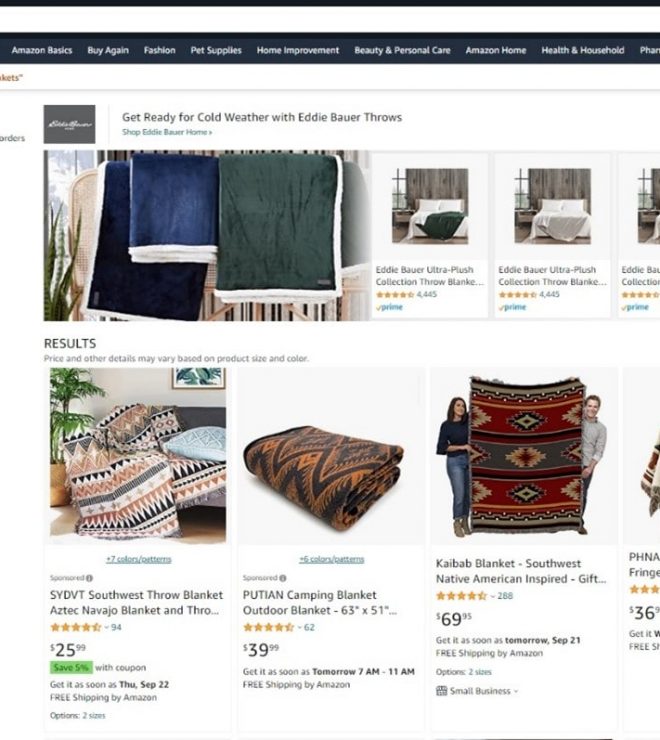 Amazon Basics Buy Again Fashion Pet Supplies Home Improvement Beauty & Personal Care Amazon Home Health & Household Phar
kets"
orders
Eddie Bauer
HOME
Get Ready for Cold Weather with Eddie Bauer Throws
Shop Eddie Bauer Home ›
Eddie Bauer Ultra-Plush
Collection Throw Blanke...
4,445
prime
Eddie Bauer Ultra-Plush
Collection Throw Blanke...
4,445
prime
Eddie Bau
Collectio
prime
RESULTS
Price and other details may vary based on product size and color.
+7 colors/patterns
Sponsored
SYDVT Southwest Throw Blanket
Aztec Navajo Blanket and Thro...
94
$25.99
Save 5% with coupon
Get it as soon as Thu, Sep 22
FREE Shipping by Amazon
Options: 2 sizes
+6 colors/patterns
Sponsored
PUTIAN Camping Blanket
Outdoor Blanket - 63" x 51"...
62
$39.99
Get it as soon as Tomorrow 7 AM - 11 AM
FREE Shipping by Amazon
Kaibab Blanket - Southwest
Native American Inspired - Gift...
288
$69.95
Get it as soon as tomorrow, Sep 21
FREE Shipping by Amazon
Options: 2 sizes
Small Business
PHNA
Fringe
$36
Get it W
FREE Sh